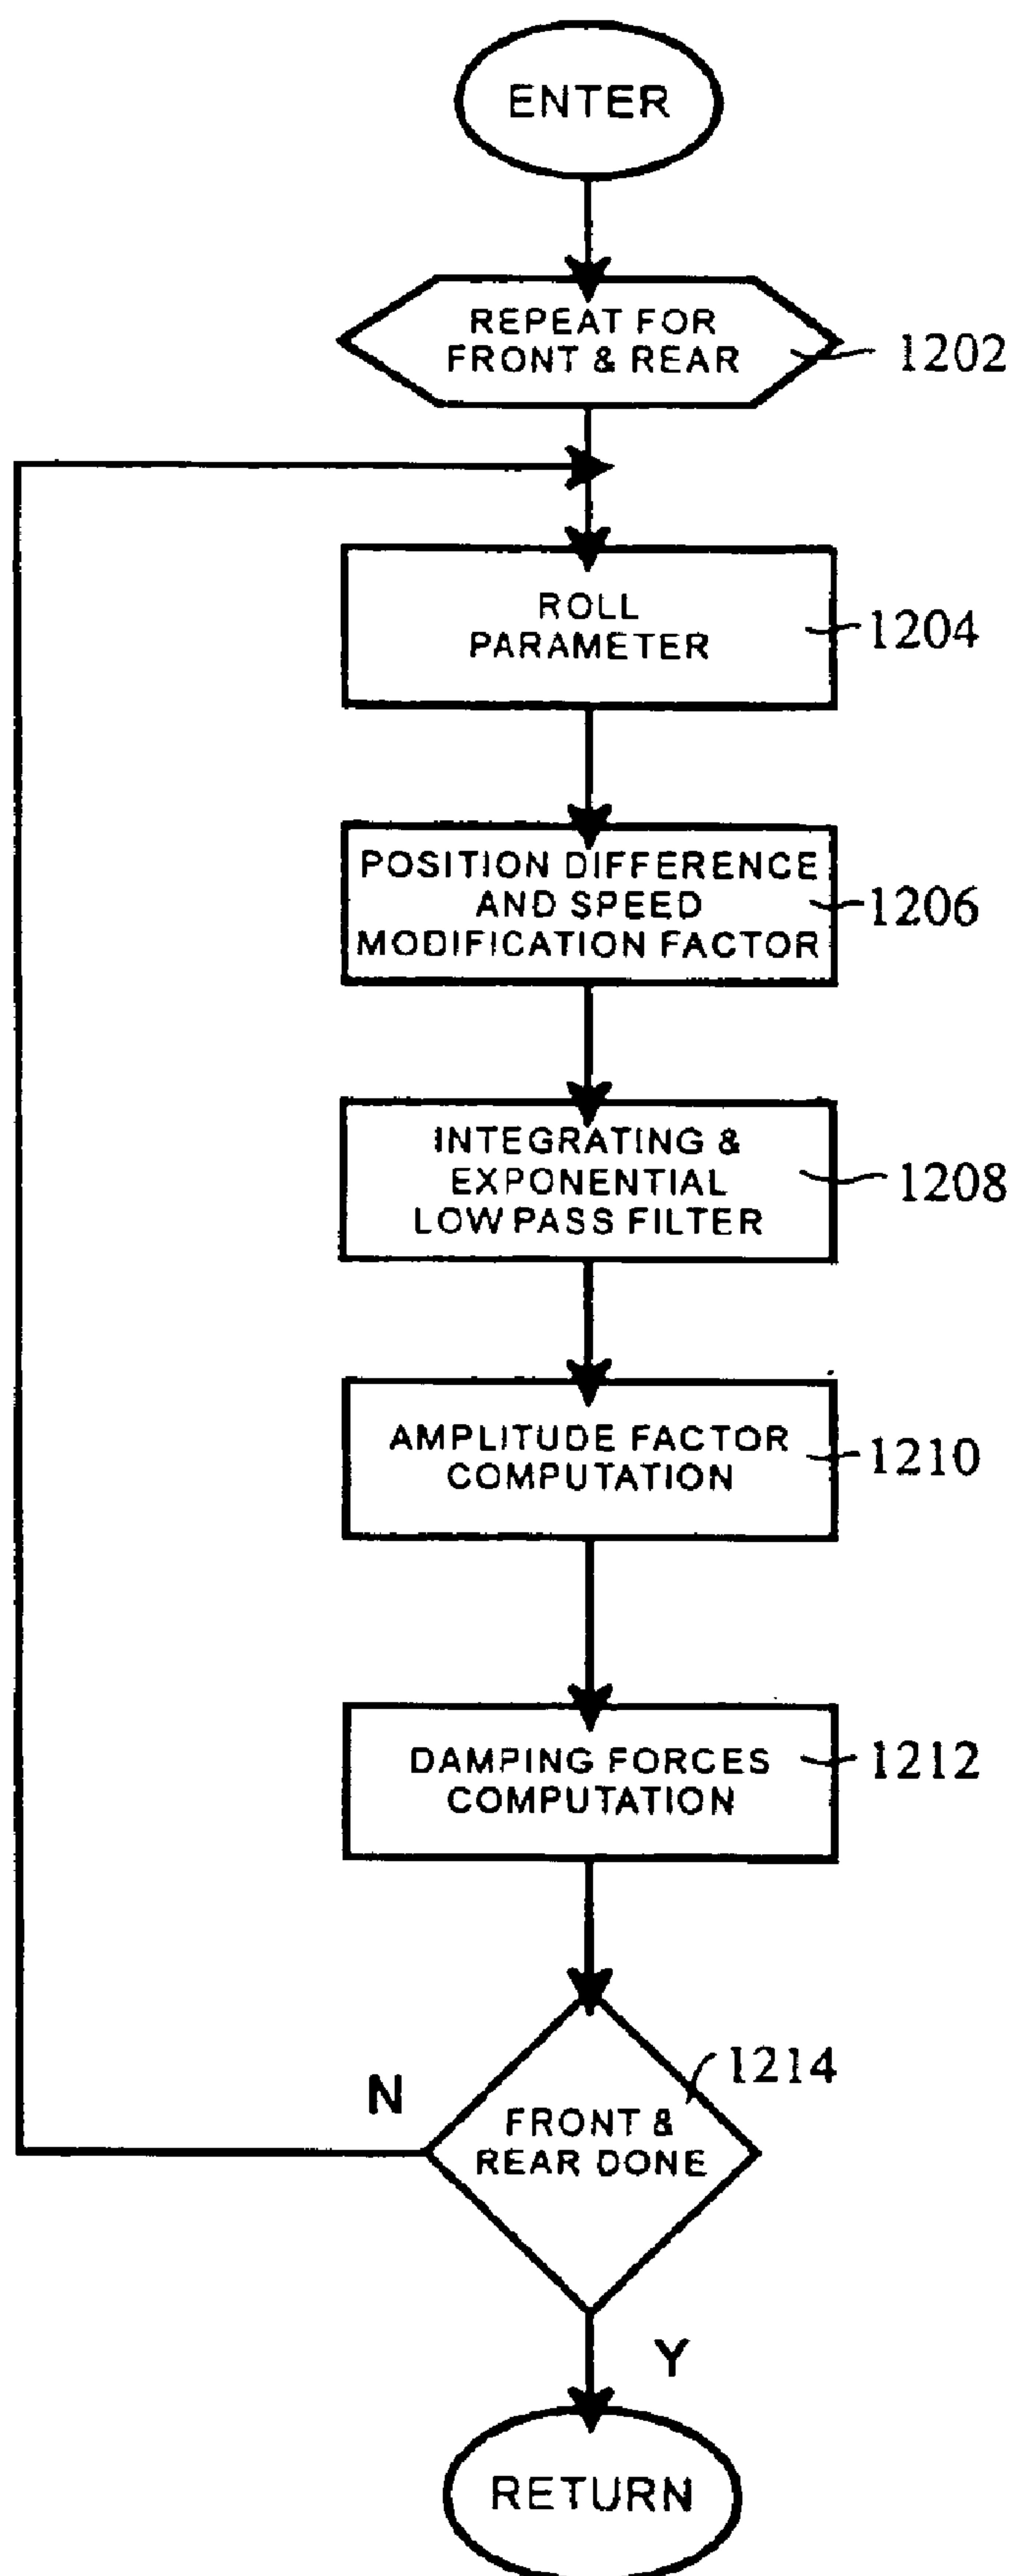 ENTER
REPEAT FOR
FRONT & REAR
1202
ROLL
PARAMETER
1204
POSITION DIFFERENCE
AND SPEED
MODIFICATION FACTOR
1206
INTEGRATING &
EXPONENTIAL
LOW PASS FILTER
1208
AMPLITUDE FACTOR
COMPUTATION
1210
DAMPING FORCES
COMPUTATION
1212
1214
N
FRONT &
REAR DONE
Y
RETURN